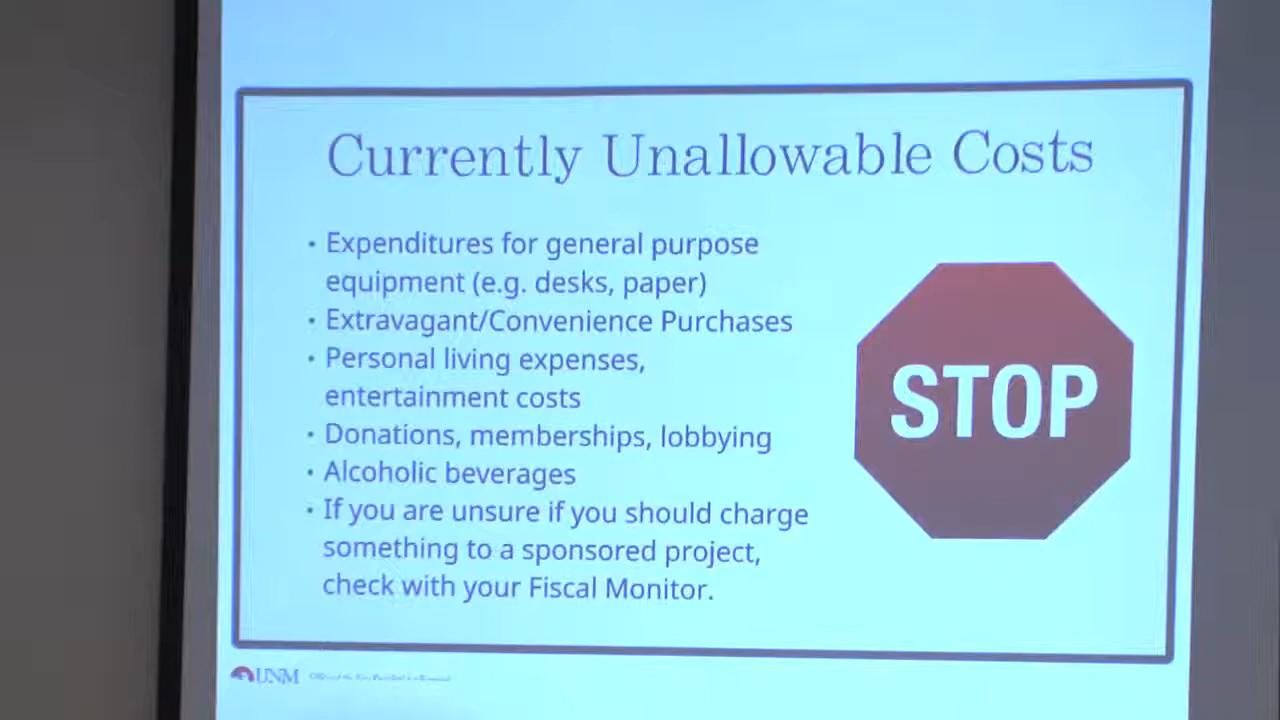 Currently Unallowable Costs
• Expenditures for general purpose
equipment (e.g. desks, paper)
• Extravagant/Convenience Purchases
• Personal living expenses,
entertainment costs
• Donations, memberships, lobbying
• Alcoholic beverages
• If you are unsure if you should charge
something to a sponsored project,
check with your Fiscal Monitor.
STOP
UNM